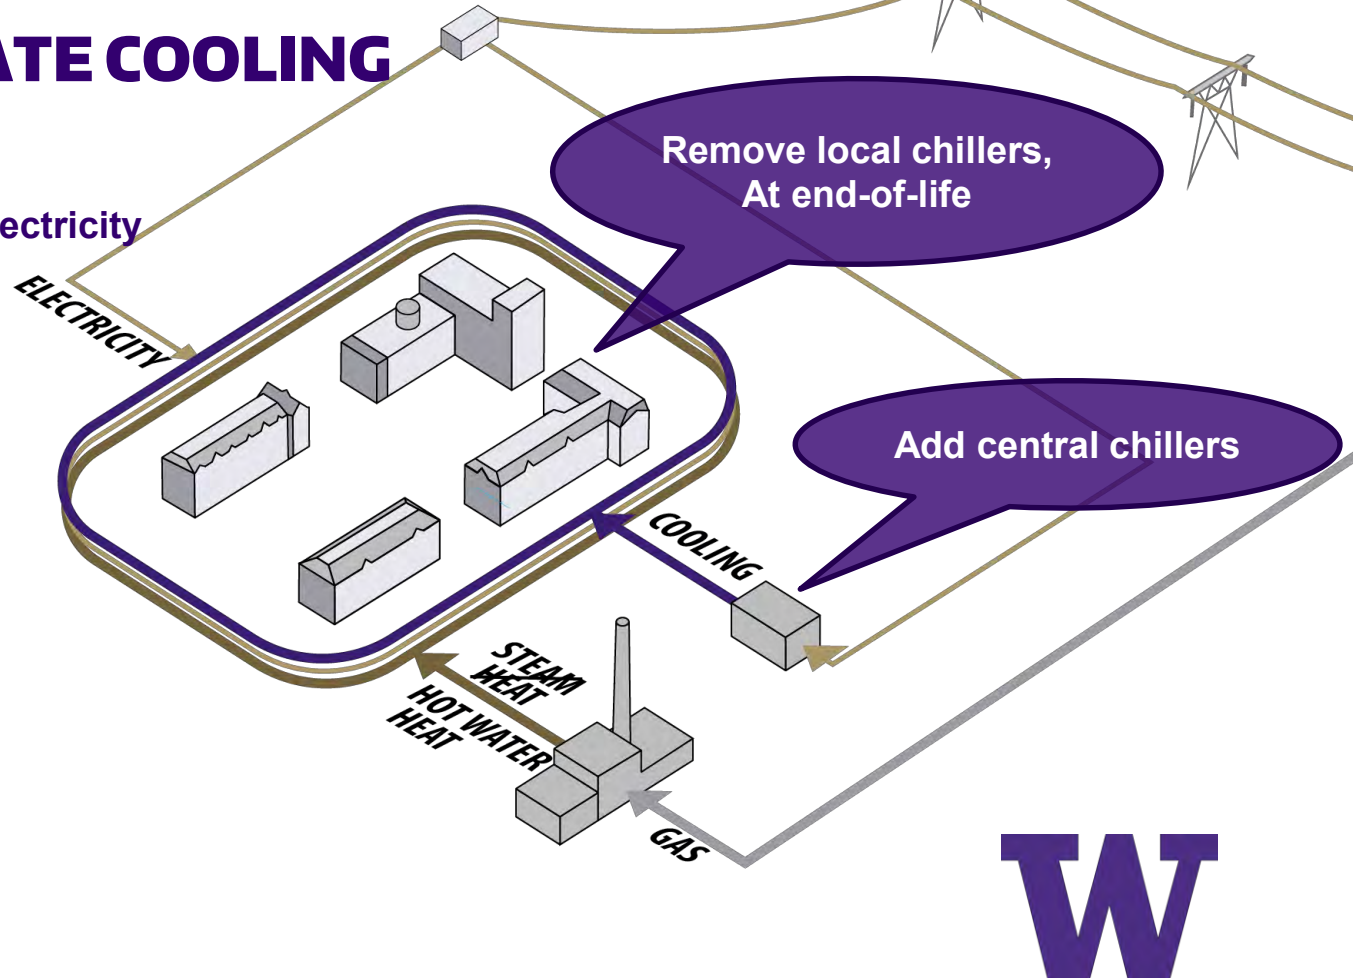 ATE COOLING
Remove local chillers,
At end-of-life
ectricity
ELECTRICITY
Add central chillers
COOLING
STEAM
HEAT
HOT WATER
HEAT
GAS
W